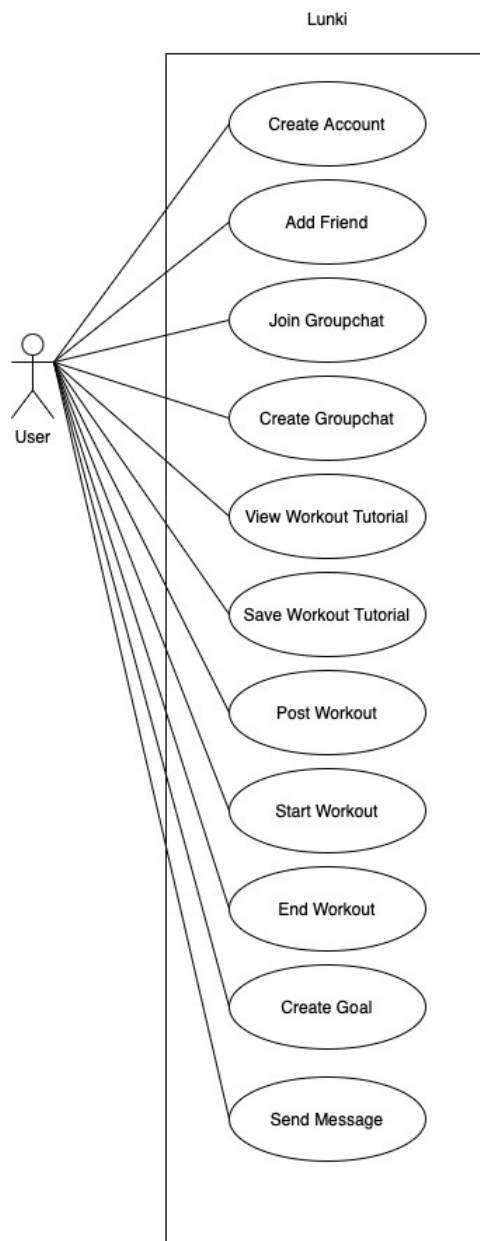 Lunki
Create Account
Add Friend
Join Groupchat
User
Create Groupchat
View Workout Tutorial
Save Workout Tutorial
Post Workout
Start Workout
End Workout
Create Goal
Send Message